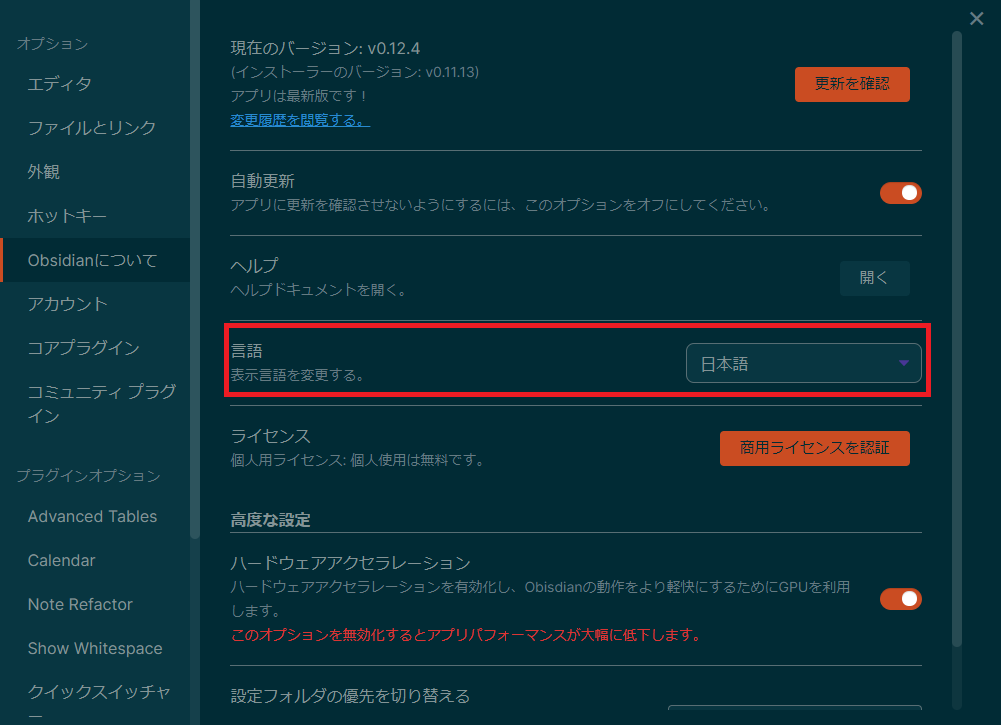 オプション
エディタ
ファイルとリンク
外観
ホットキー
Obsidianについて
アカウント
コアプラグイン
コミュニティ プラグ
イン
プラグインオプション
Advanced Tables
Calendar
Note Refactor
Show Whitespace
クイックスイッチャ
ー
現在のバージョン: v0.12.4
(インストーラーのバージョン: v0.11.13)
アプリは最新版です！
変更履歴を閲覧する。
更新を確認
自動更新
アプリに更新を確認させないようにするには、このオプションをオフにしてください。
ヘルプ
ヘルプドキュメントを開く。
開く
言語
表示言語を変更する。
日本語
ライセンス
個人用ライセンス: 個人使用は無料です。
商用ライセンスを認証
高度な設定
ハードウェアアクセラレーション
ハードウェアアクセラレーションを有効化し、Obisdianの動作をより軽快にするためにGPUを利用
します。
このオプションを無効化するとアプリパフォーマンスが大幅に低下します。
設定フォルダの優先を切り替える